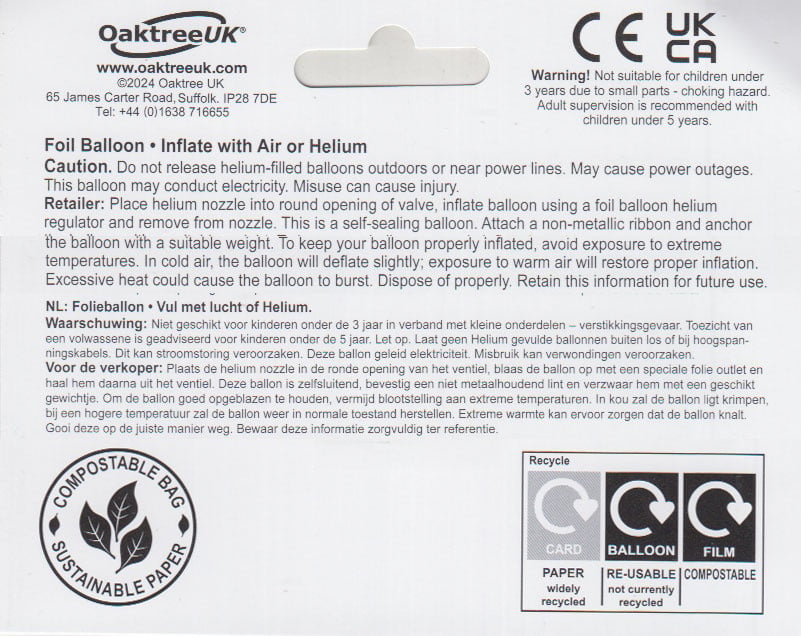 OaktreeUK®
www.oaktreeuk.com
©2024 Oaktree UK
65 James Carter Road, Suffolk. IP28 7DE
Tel: +44 (0)1638 716655
CE
UK
CA
Warning! Not suitable for children under
3 years due to small parts - choking hazard.
Adult supervision is recommended with
children under 5 years.
Foil Balloon • Inflate with Air or Helium
Caution. Do not release helium-filled balloons outdoors or near power lines. May cause power outages.
This balloon may conduct electricity. Misuse can cause injury.
Retailer: Place helium nozzle into round opening of valve, inflate balloon using a foil balloon helium
regulator and remove from nozzle. This is a self-sealing balloon. Attach a non-metallic ribbon and anchor
the balloon with a suitable weight. To keep your balloon properly inflated, avoid exposure to extreme
temperatures. In cold air, the balloon will deflate slightly; exposure to warm air will restore proper inflation.
Excessive heat could cause the balloon to burst. Dispose of properly. Retain this information for future use.
NL: Folieballon • Vul met lucht of Helium.
Waarschuwing: Niet geschikt voor kinderen onder de 3 jaar in verband met kleine onderdelen – verstikkingsgevaar. Toezicht van
een volwassene is geadviseerd voor kinderen onder de 5 jaar. Let op. Laat geen Helium gevulde ballonnen buiten los of bij hoogspan-
ningskabels. Dit kan stroomstoring veroorzaken. Deze ballon geleid elektriciteit. Misbruik kan verwondingen veroorzaken.
Voor de verkoper: Plaats de helium nozzle in de ronde opening van het ventiel, blaas de ballon op met een speciale folie outlet en
haal hem daarna uit het ventiel. Deze ballon is zelfsluitend, bevestig een niet metaalhoudend lint en verzwaar hem met een geschikt
gewichtje. Om de ballon goed opgeblazen te houden, vermijd blootstelling aan extreme temperaturen. In kou zal de ballon ligt krimpen,
bij een hogere temperatuur zal de ballon weer in normale toestand herstellen. Extreme warmte kan ervoor zorgen dat de ballon knalt.
Gooi deze op de juiste manier weg. Bewaar deze informatie zorgvuldig ter referentie.
COMPOSTABLE BAG
SUSTAINABLE PAPER
Recycle
CARD BALLOON FILM
PAPER RE-USABLE COMPOSTABLE
widely not currently
recycled recycled